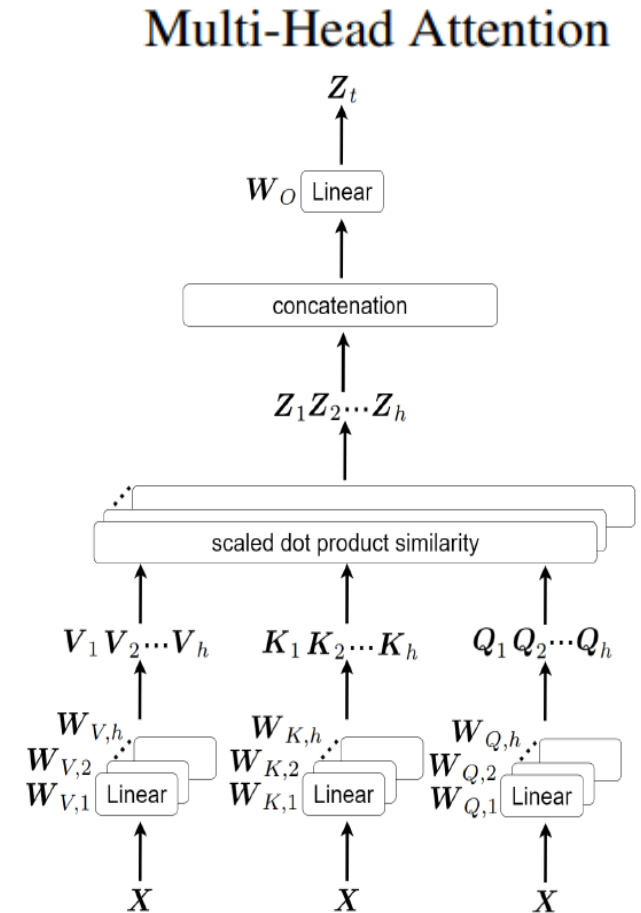 Multi-Head Attention
Z_t
W_O Linear
concatenation
Z_1 Z_2 ⋯ Z_h
scaled dot product similarity
V_1 V_2 ⋯ V_h K_1 K_2 ⋯ K_h Q_1 Q_2 ⋯ Q_h
W_{V,h} W_{K,h} W_{Q,h}
W_{V,2} W_{K,2} W_{Q,2}
W_{V,1} Linear W_{K,1} Linear W_{Q,1} Linear
X X X